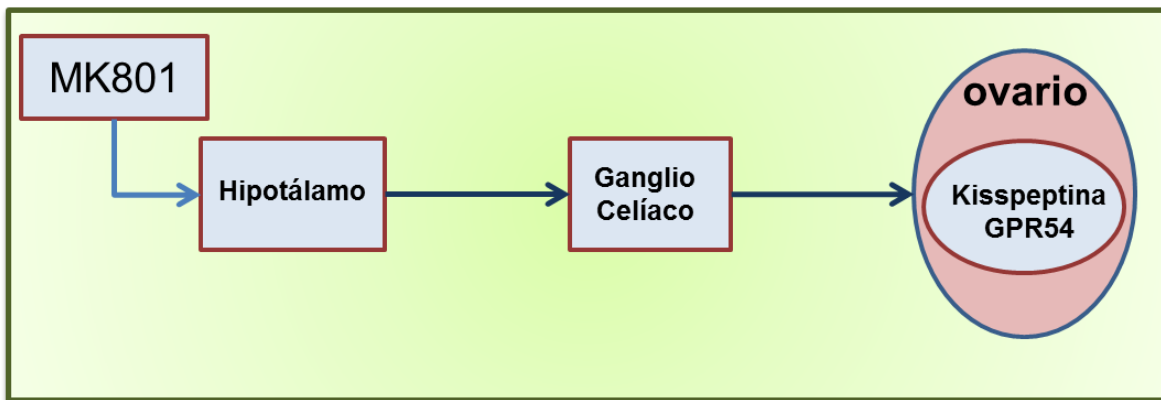 MK801
Hipotálamo
Ganglio
Celíaco
ovario
Kisspeptina
GPR54